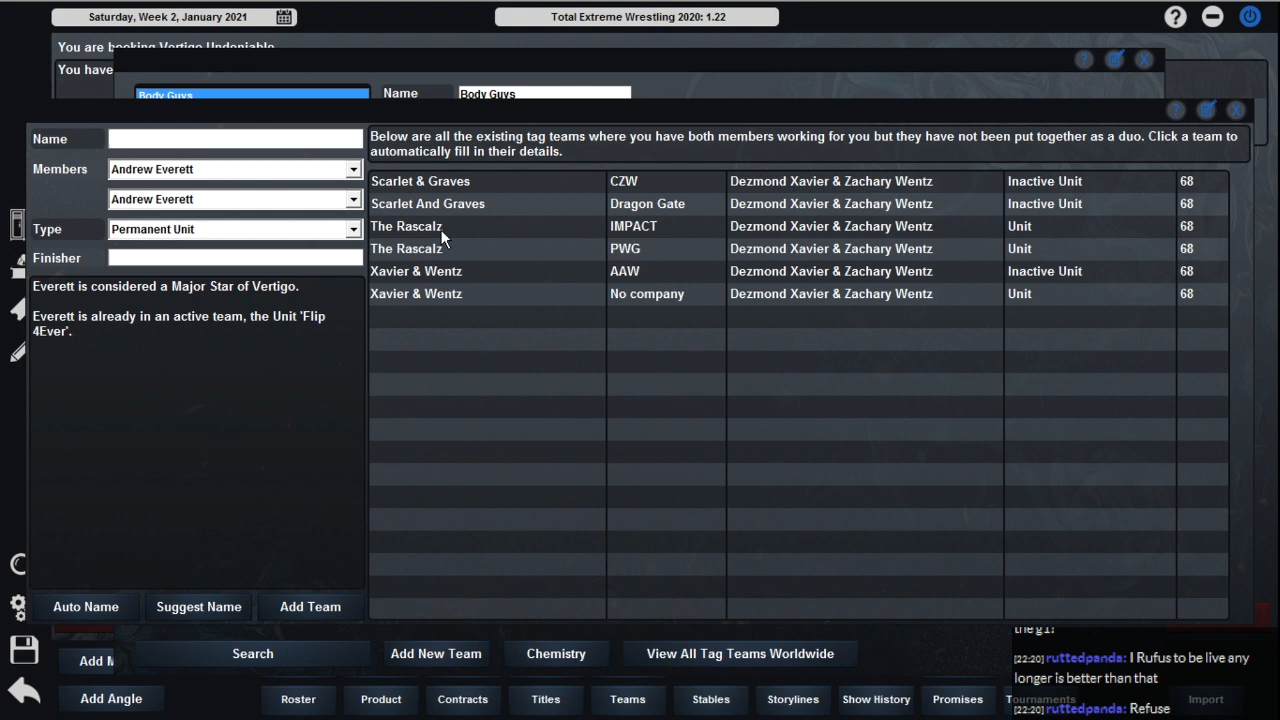 Saturday, Week 2, January 2021
Total Extreme Wrestling 2020: 1.22
You are booking Vertigo Undeniable
You have
Body Guys Name Body Guys
Name
Below are all the existing tag teams where you have both members working for you but they have not been put together as a duo. Click a team to
automatically fill in their details.
Members Andrew Everett
Andrew Everett
Type Permanent Unit
Finisher
Everett is considered a Major Star of Vertigo.
Everett is already in an active team, the Unit 'Flip
4Ever'.
Scarlet & Graves CZW Dezmond Xavier & Zachary Wentz Inactive Unit 68
Scarlet And Graves Dragon Gate Dezmond Xavier & Zachary Wentz Inactive Unit 68
The Rascalz IMPACT Dezmond Xavier & Zachary Wentz Unit 68
The Rascalz PWG Dezmond Xavier & Zachary Wentz Unit 68
Xavier & Wentz AAW Dezmond Xavier & Zachary Wentz Inactive Unit 68
Xavier & Wentz No company Dezmond Xavier & Zachary Wentz Unit 68
Auto Name Suggest Name Add Team
the g1?
[22:20] ruttedpanda: I Rufus to be live any
longer is better than that
[22:20] ruttedpanda: Refuse
Add M Search Add New Team Chemistry View All Tag Teams Worldwide
Add Angle Roster Product Contracts Titles Teams Stables Storylines Show History Promises Tournaments Import